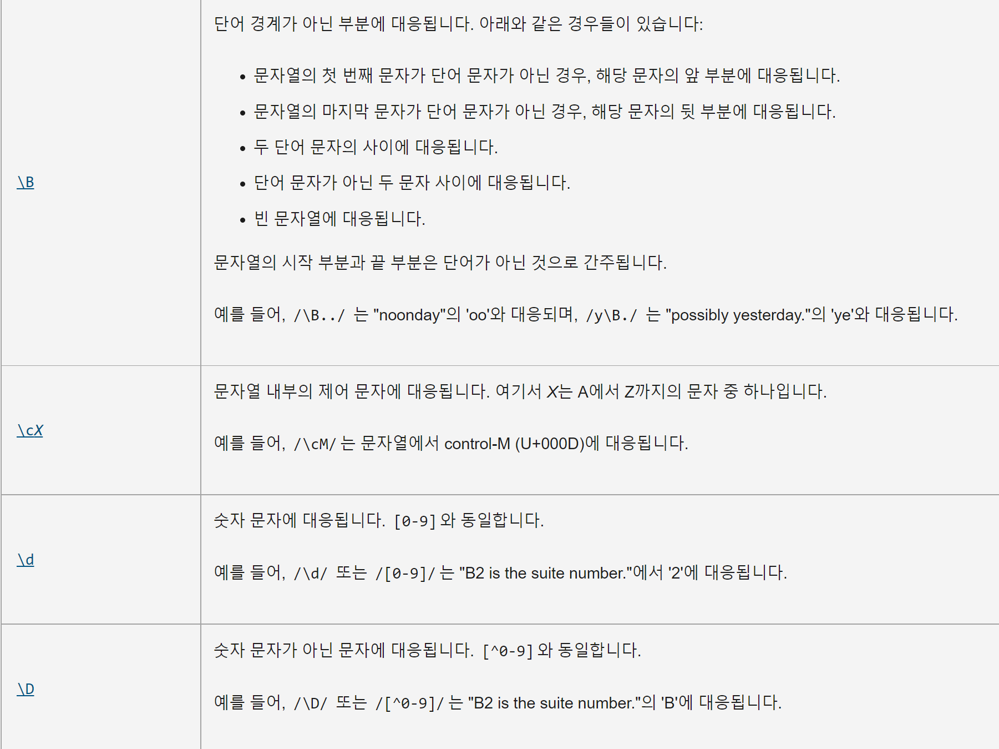 단어 경계가 아닌 부분에 대응됩니다. 아래와 같은 경우들이 있습니다:
• 문자열의 첫 번째 문자가 단어 문자가 아닌 경우, 해당 문자의 앞 부분에 대응됩니다.
• 문자열의 마지막 문자가 단어 문자가 아닌 경우, 해당 문자의 뒷 부분에 대응됩니다.
• 두 단어 문자의 사이에 대응됩니다.
\B
• 단어 문자가 아닌 두 문자 사이에 대응됩니다.
• 빈 문자열에 대응됩니다.
문자열의 시작 부분과 끝 부분은 단어가 아닌 것으로 간주됩니다.
예를 들어, /\B../ 는 "noonday"의 'oo'와 대응되며, /y\B./ 는 "possibly yesterday."의 'ye'와 대응됩니다.
문자열 내부의 제어 문자에 대응됩니다. 여기서 X는 A에서 Z까지의 문자 중 하나입니다.
\cX
예를 들어, /\cM/ 는 문자열에서 control-M (U+000D)에 대응됩니다.
숫자 문자에 대응됩니다. [0-9] 와 동일합니다.
\d
예를 들어, /\d/ 또는 /[0-9]/ 는 "B2 is the suite number."에서 '2'에 대응됩니다.
숫자 문자가 아닌 문자에 대응됩니다. [^0-9] 와 동일합니다.
\D
예를 들어, /\D/ 또는 /[^0-9]/ 는 "B2 is the suite number."의 'B'에 대응됩니다.